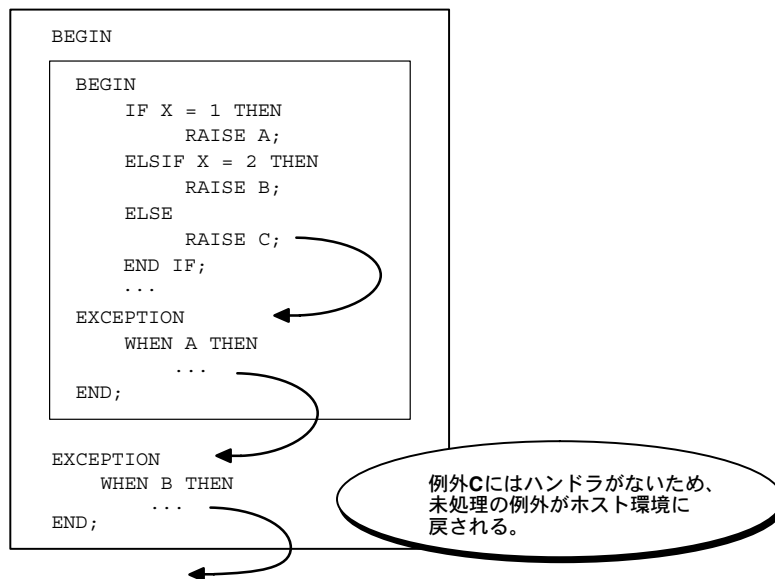 BEGIN
BEGIN
IF X = 1 THEN
RAISE A;
ELSIF X = 2 THEN
RAISE B;
ELSE
RAISE C;
END IF;
...
EXCEPTION
WHEN A THEN
...
END;
EXCEPTION
WHEN B THEN
...
END;
例外Cにはハンドラがないため、
未処理の例外がホスト環境に
戻される。